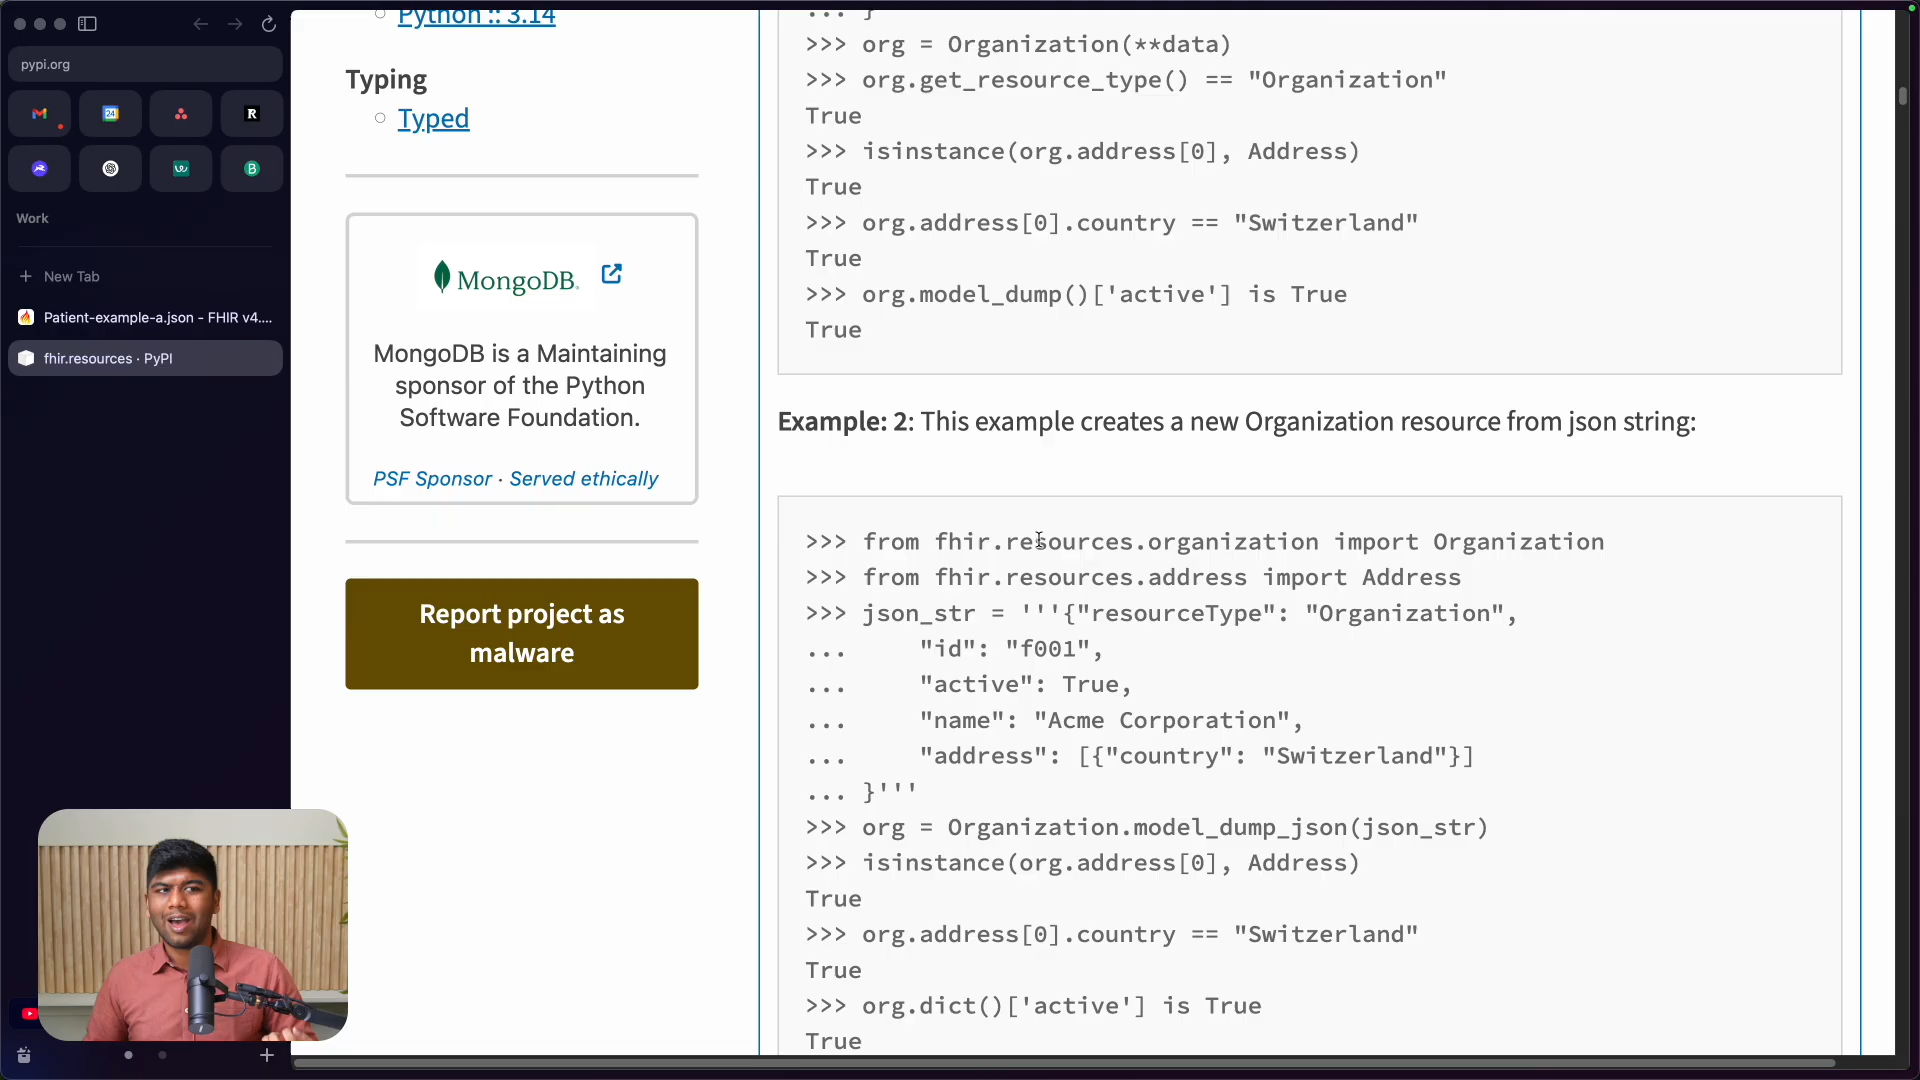 pypi.org
24
R
B
Work
New Tab
Patient-example-a.json - FHIR v4....
fhir.resources · PyPI
Python :: 3.14
Typing
Typed
MongoDB
MongoDB is a Maintaining
sponsor of the Python
Software Foundation.
PSF Sponsor · Served ethically
Report project as
malware
... }
>>> org = Organization(**data)
>>> org.get_resource_type() == "Organization"
True
>>> isinstance(org.address[0], Address)
True
>>> org.address[0].country == "Switzerland"
True
>>> org.model_dump()['active'] is True
True
Example: 2: This example creates a new Organization resource from json string:
>>> from fhir.resources.organization import Organization
>>> from fhir.resources.address import Address
>>> json_str = '''{"resourceType": "Organization",
...     "id": "f001",
...     "active": True,
...     "name": "Acme Corporation",
...     "address": [{"country": "Switzerland"}]
... }'''
>>> org = Organization.model_dump_json(json_str)
>>> isinstance(org.address[0], Address)
True
>>> org.address[0].country == "Switzerland"
True
>>> org.dict()['active'] is True
True